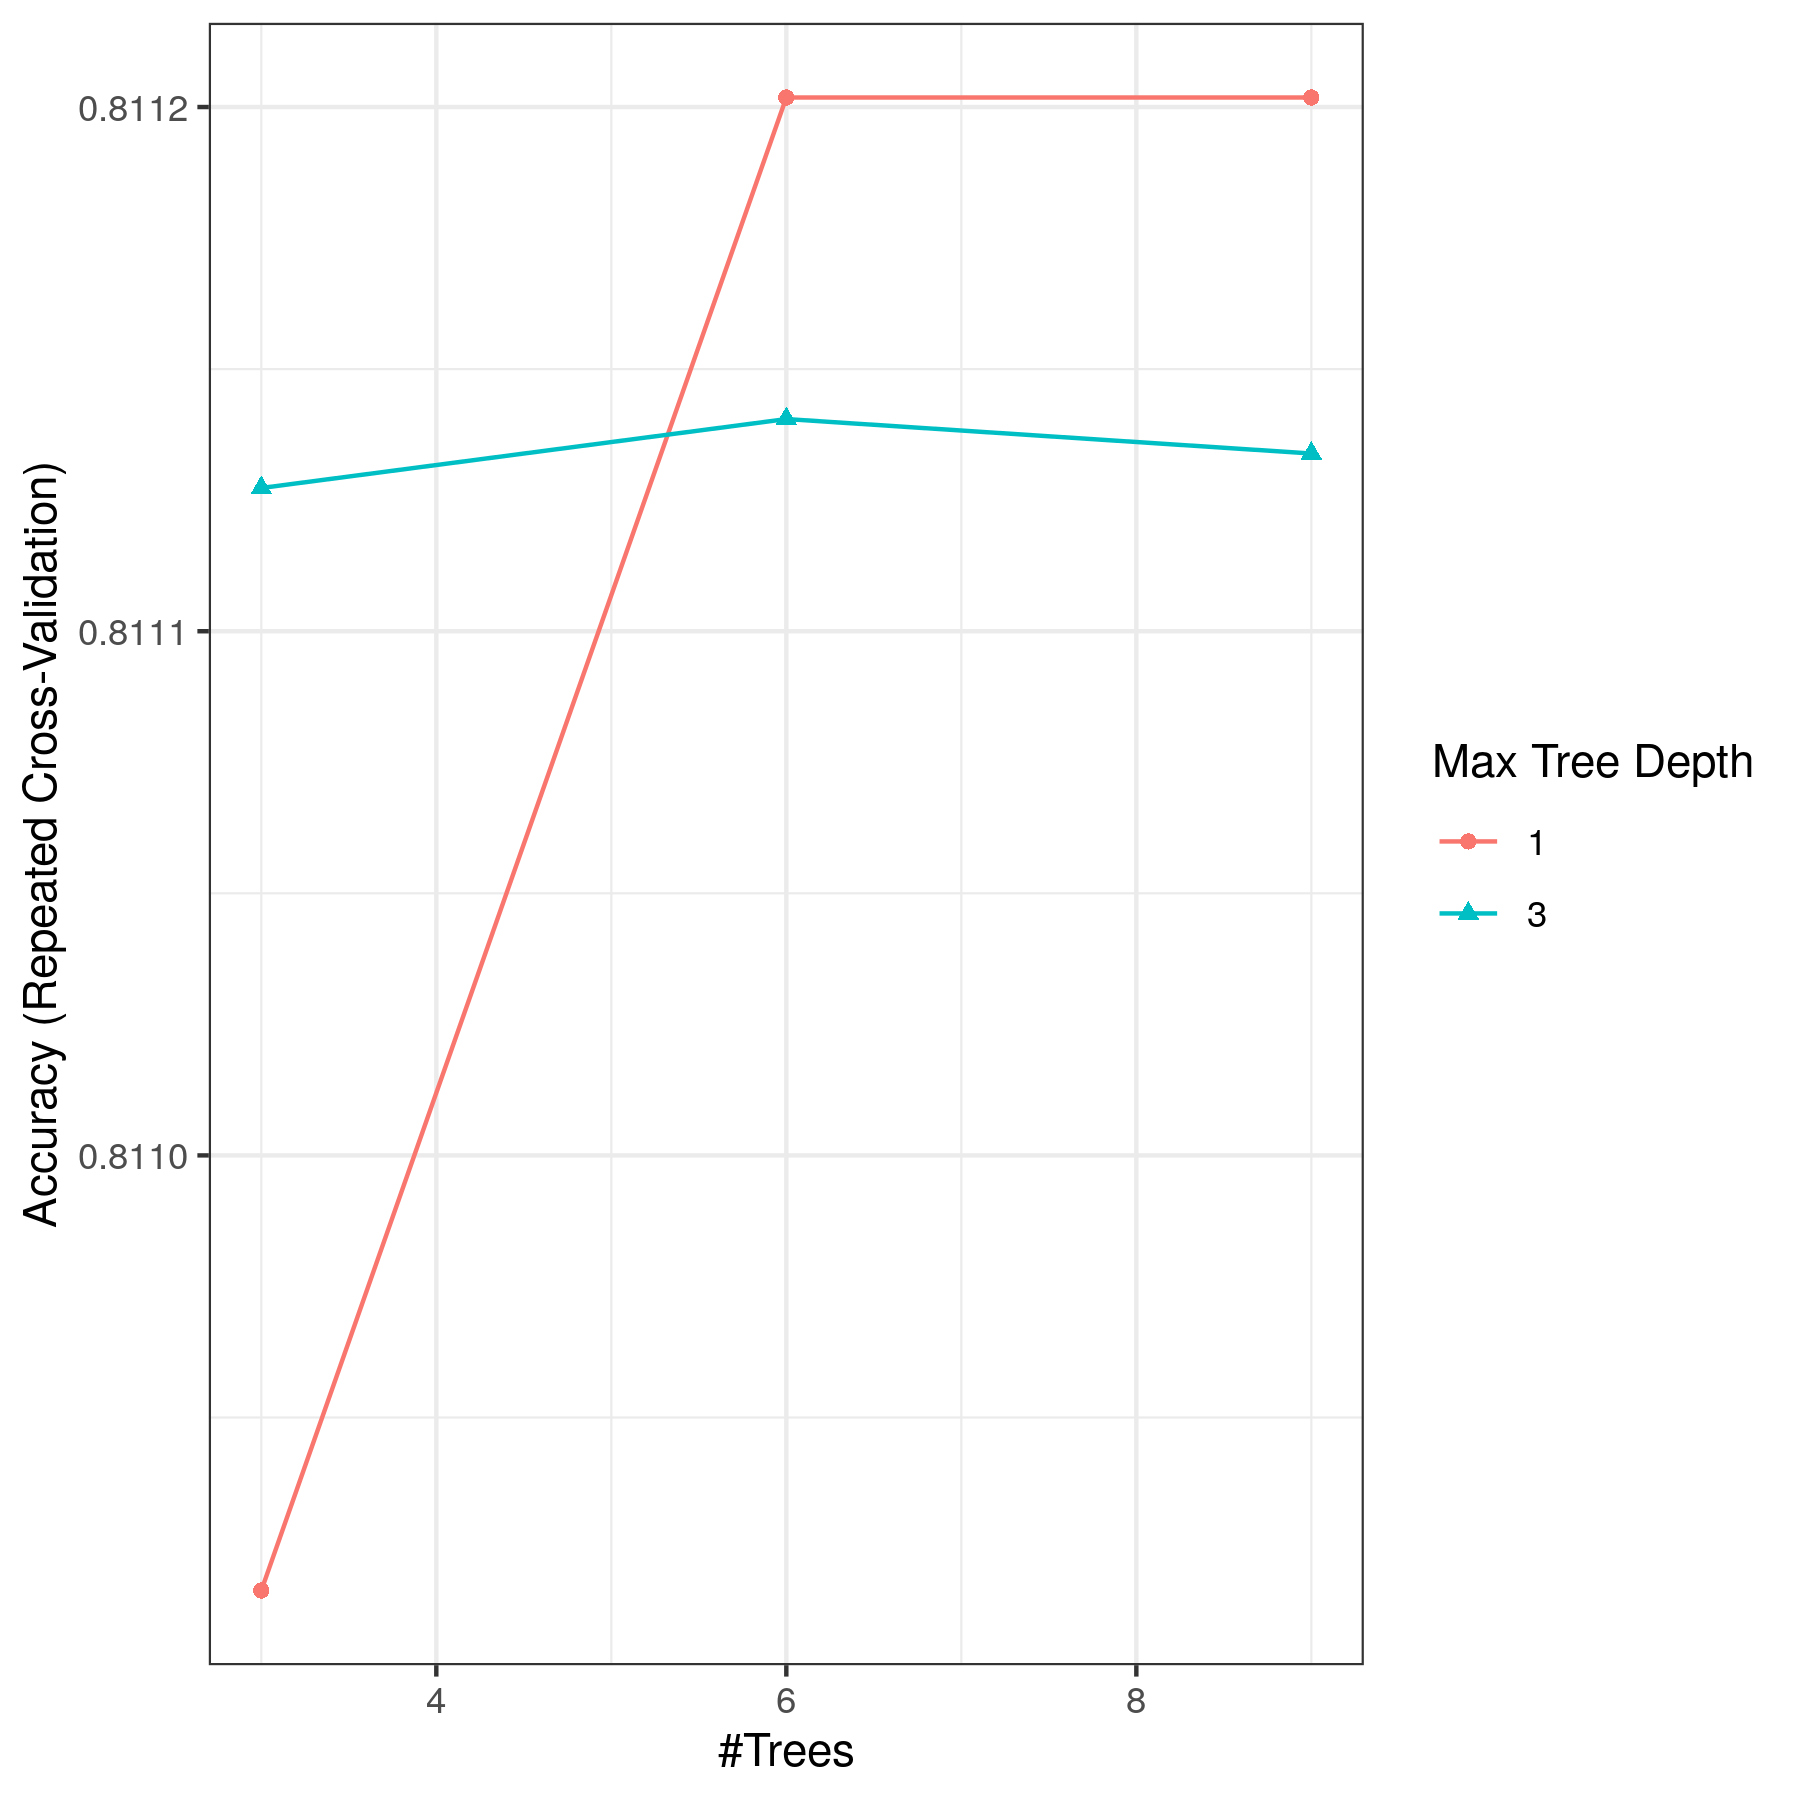 Accuracy (Repeated Cross-Validation)
0.8112
0.8111
0.8110
4
6
8
#Trees
Max Tree Depth
1
3